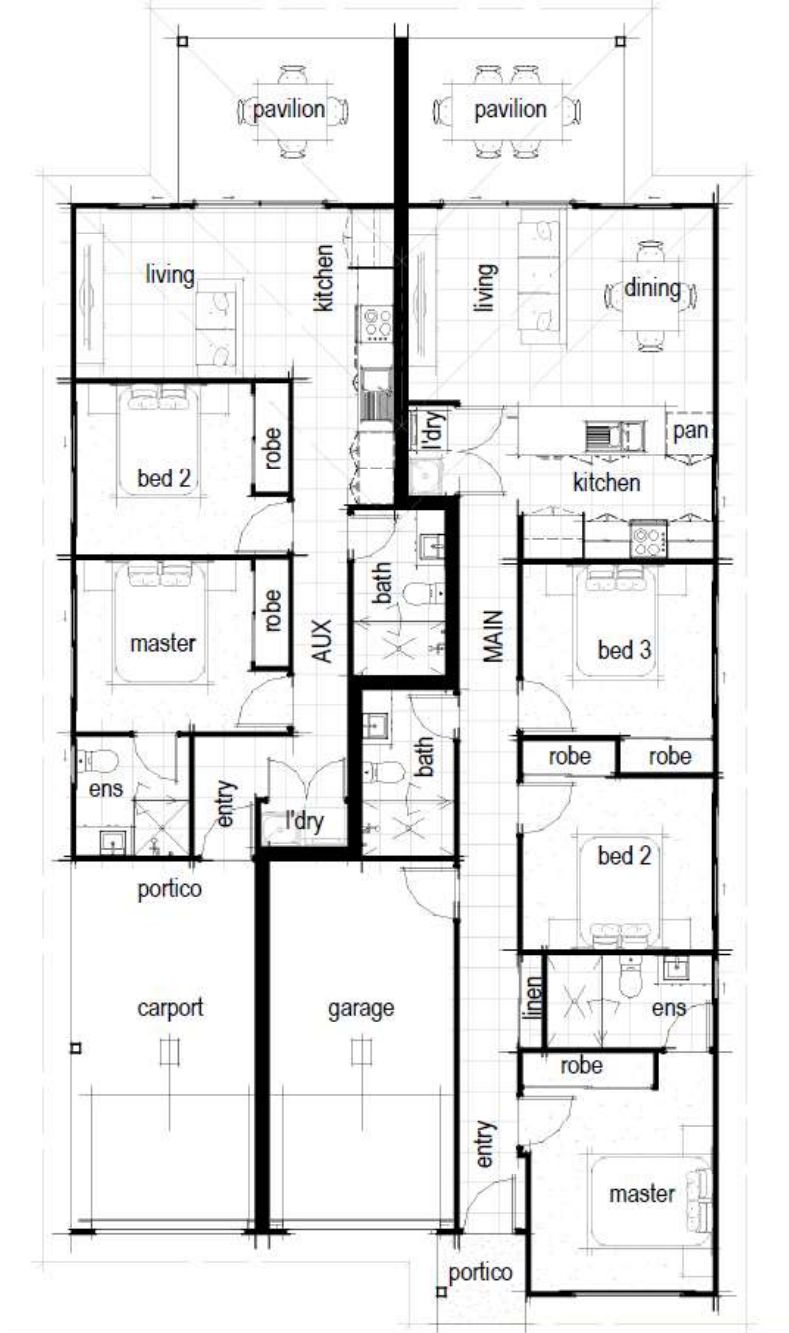 pavilion
pavilion
living
kitchen
living
dining
l'dry
pan
robe
bed 2
kitchen
bath
robe
master
AUX
MAIN
bed 3
bath
robe
robe
ens
entry
l'dry
bed 2
portico
carport
garage
linen
ens
robe
entry
master
portico